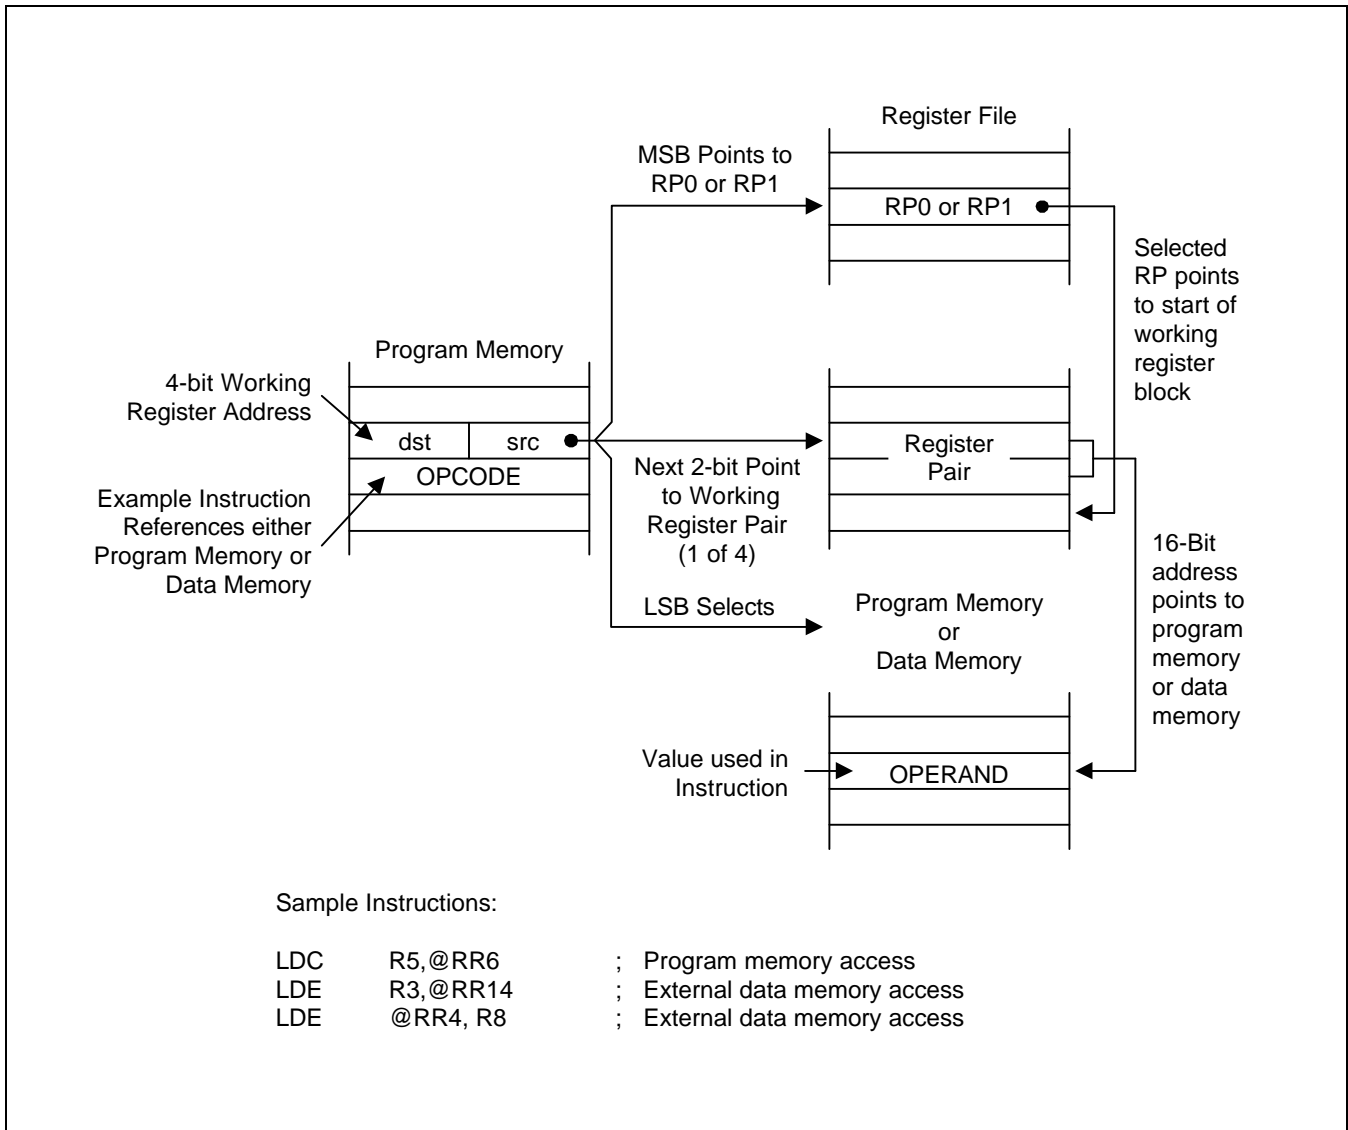 Register File
MSB Points to
RP0 or RP1
RP0 or RP1
Selected
RP points
to start of
working
register
block
Program Memory
4-bit Working
Register Address
dst src
OPCODE
Example Instruction
References either
Program Memory or
Data Memory
Next 2-bit Point
to Working
Register Pair
(1 of 4)
Register
Pair
LSB Selects
Program Memory
or
Data Memory
16-Bit
address
points to
program
memory
or data
memory
Value used in
Instruction
OPERAND
Sample Instructions:
LDC R5,@RR6 ; Program memory access
LDE R3,@RR14 ; External data memory access
LDE @RR4, R8 ; External data memory access